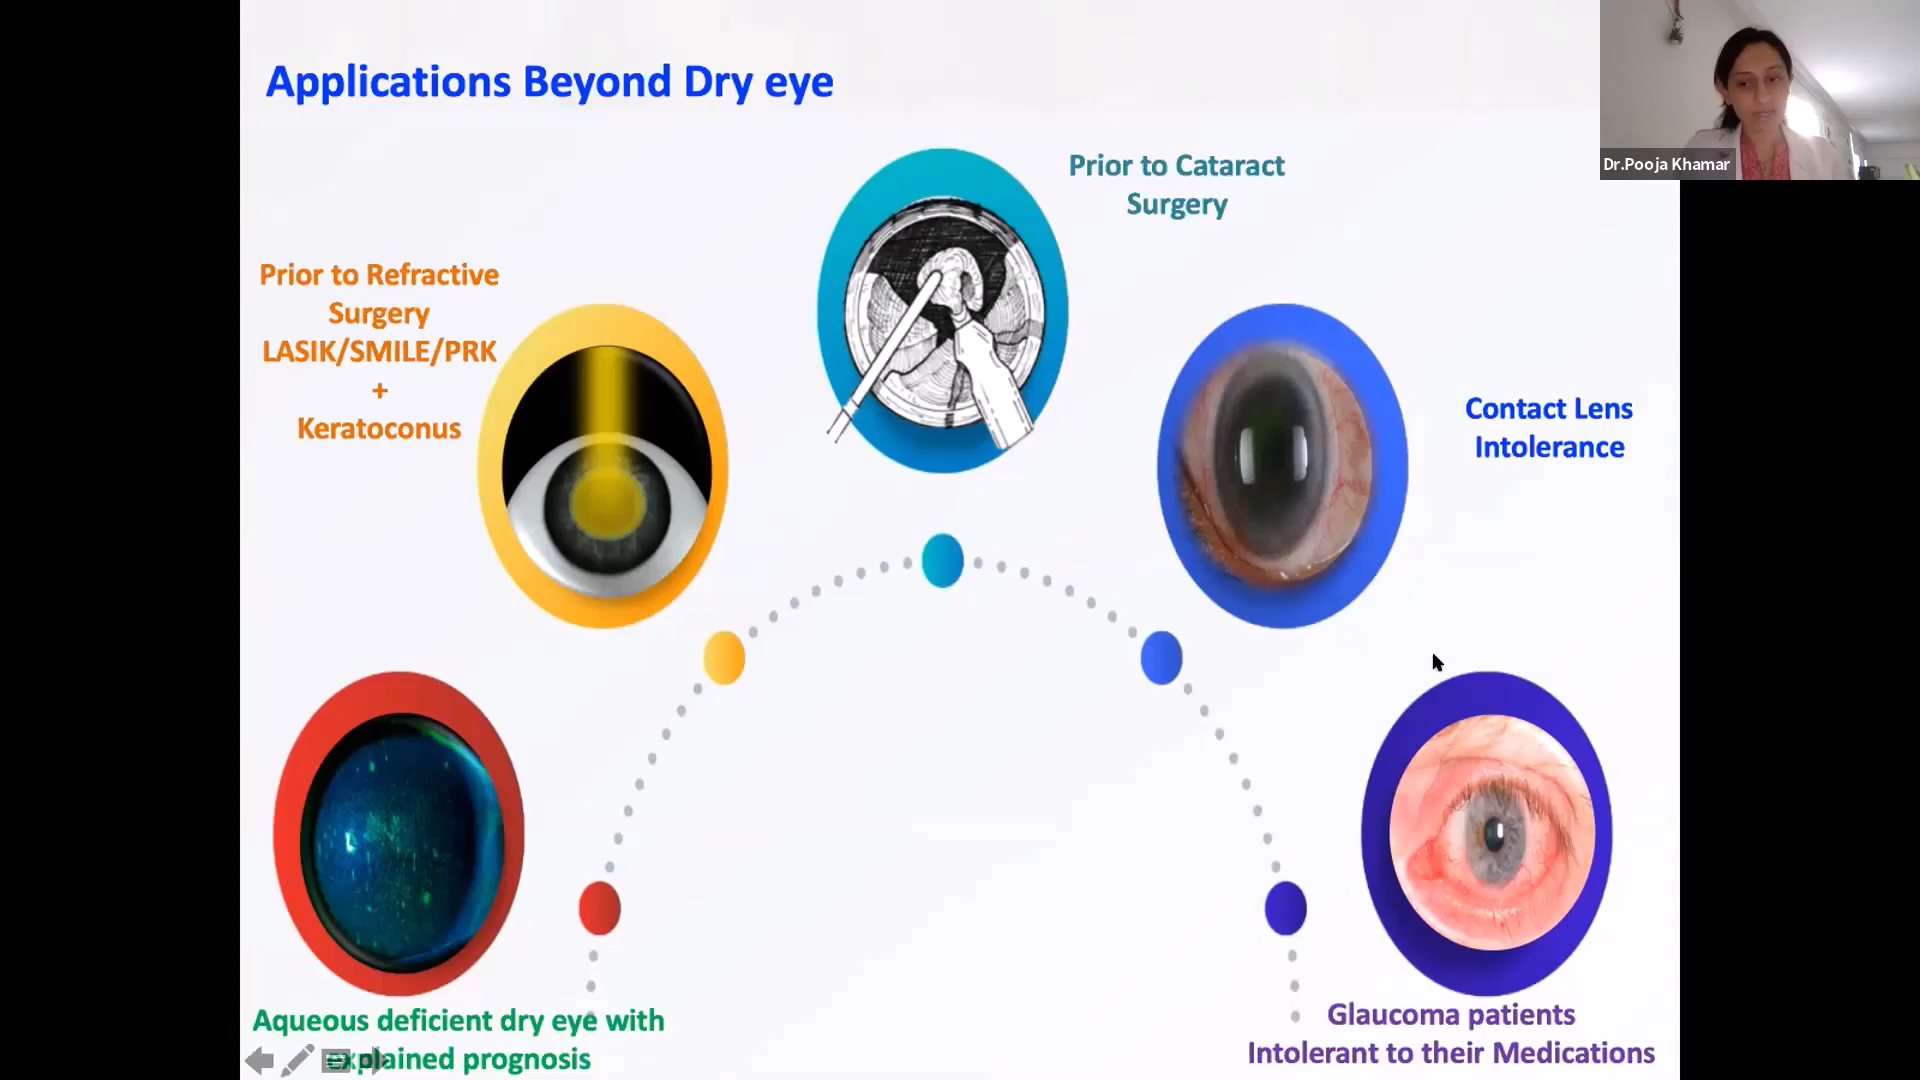 Applications Beyond Dry eye
Dr.Pooja Khamar
Prior to Cataract
Surgery
Prior to Refractive
Surgery
LASIK/SMILE/PRK
+
Keratoconus
Contact Lens
Intolerance
Aqueous deficient dry eye with
explained prognosis
Glaucoma patients
Intolerant to their Medications